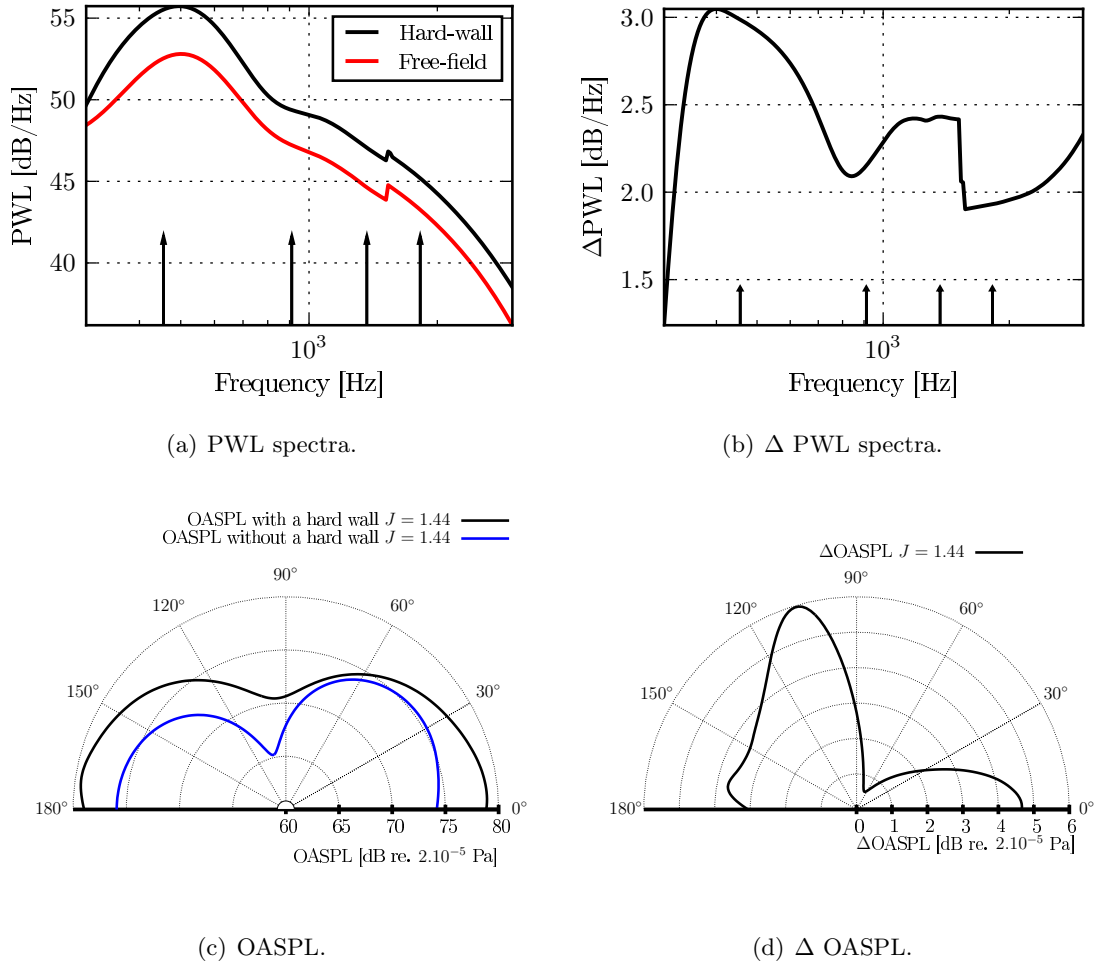 55
50
45
40
PWL [dB/Hz]
Hard-wall
Free-field
10³
Frequency [Hz]
(a) PWL spectra.
3.0
2.5
2.0
1.5
ΔPWL [dB/Hz]
10³
Frequency [Hz]
(b) Δ PWL spectra.
OASPL with a hard wall J = 1.44
OASPL without a hard wall J = 1.44
90°
120°
60°
150°
30°
180°
0°
60 65 70 75 80
OASPL [dB re. 2.10⁻⁵ Pa]
(c) OASPL.
ΔOASPL J = 1.44
90°
120°
60°
150°
30°
180°
0°
0 1 2 3 4 5 6
ΔOASPL [dB re. 2.10⁻⁵ Pa]
(d) Δ OASPL.